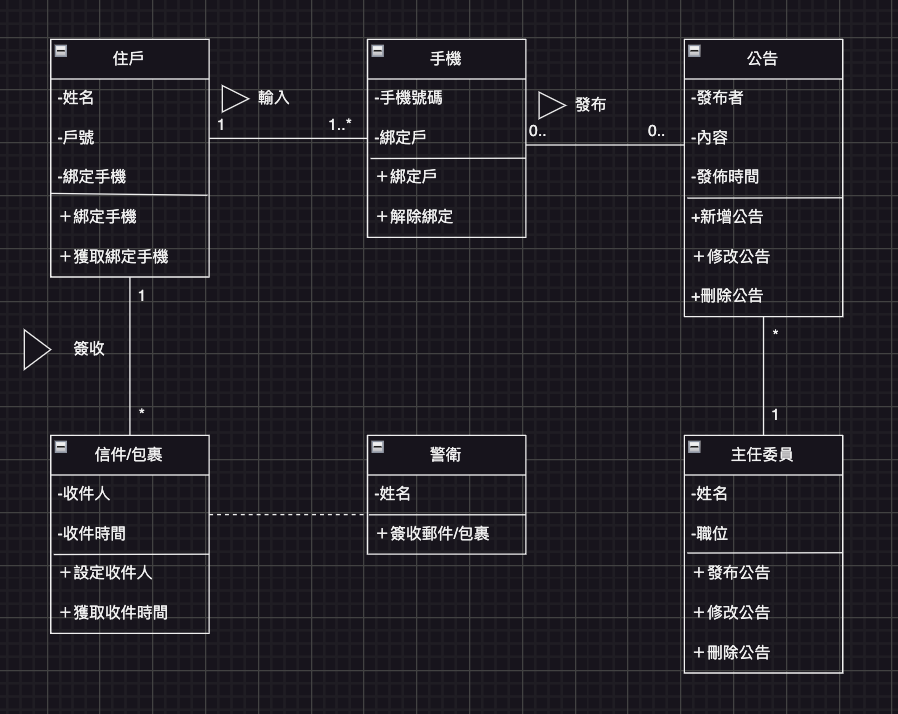 住戶
-姓名
-戶號
-綁定手機
＋綁定手機
＋獲取綁定手機
輸入
1
1..*
手機
-手機號碼
-綁定戶
＋綁定戶
＋解除綁定
發布
0..
0..
公告
-發布者
-內容
-發佈時間
+新增公告
＋修改公告
+刪除公告
1
簽收
*
*
1
信件/包裹
-收件人
-收件時間
＋設定收件人
＋獲取收件時間
警衛
-姓名
＋簽收郵件/包裹
主任委員
-姓名
-職位
＋發布公告
＋修改公告
＋刪除公告